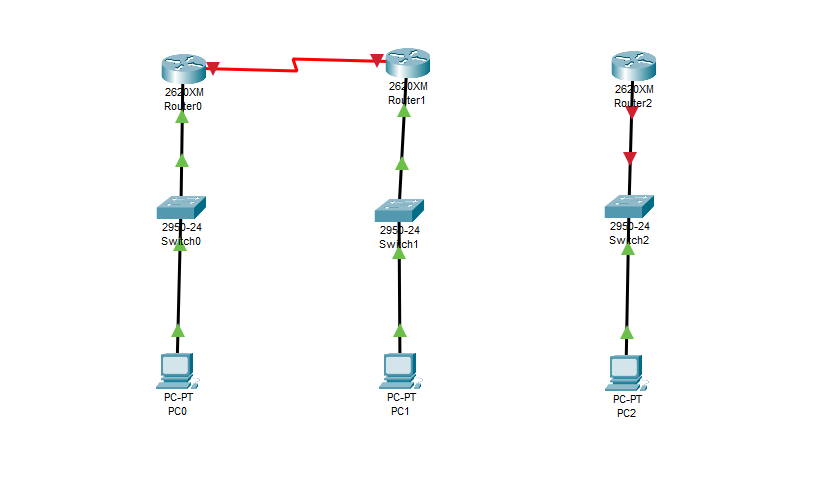 2620XM
Router0
2620XM
Router1
2620XM
Router2
2950-24
Switch0
2950-24
Switch1
2950-24
Switch2
PC-PT
PC0
PC-PT
PC1
PC-PT
PC2